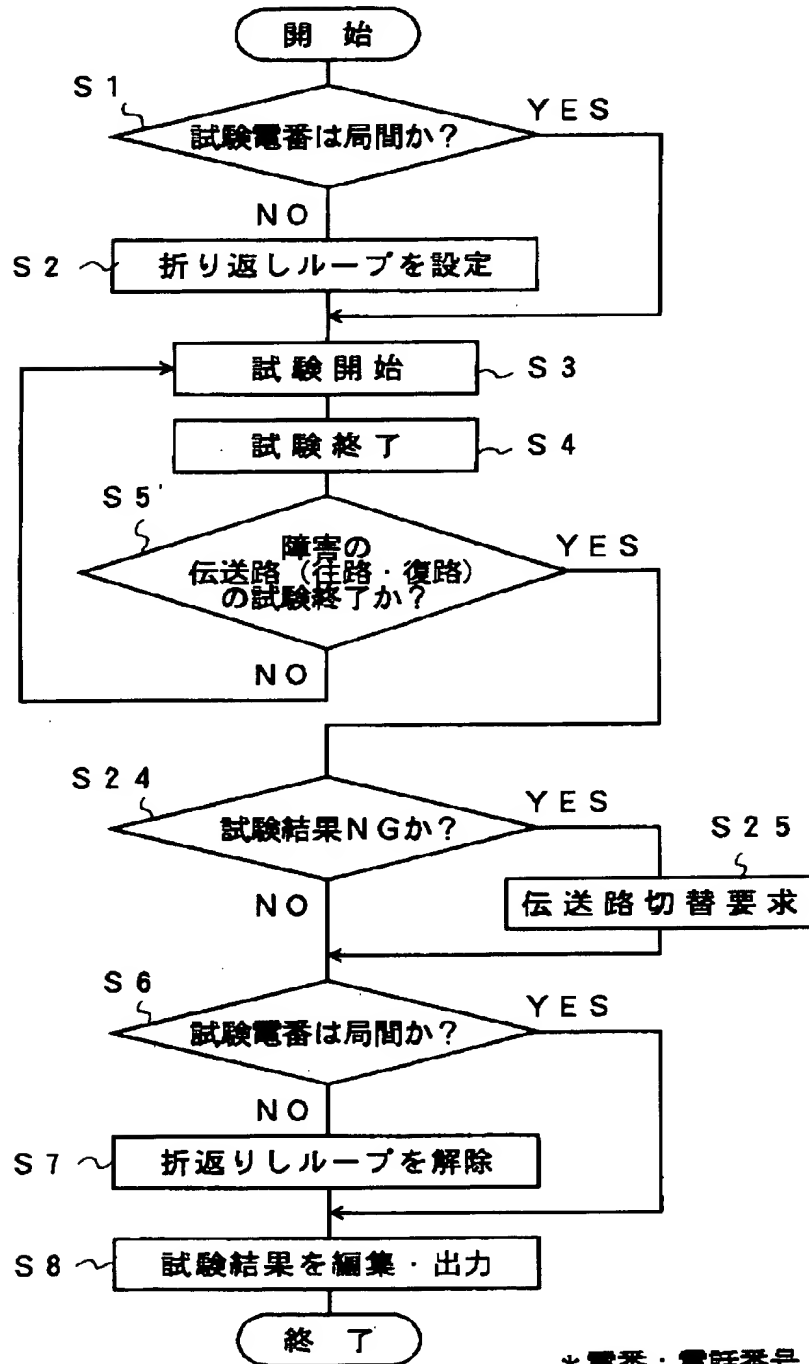 開始
S1
試験電番は局間か？
YES
NO
S2
折り返しループを設定
試験開始
S3
試験終了
S4
S5'
障害の
伝送路（往路・復路）
の試験終了か？
YES
NO
S24
試験結果NGか？
YES
S25
伝送路切替要求
NO
S6
試験電番は局間か？
YES
NO
S7
折返りしループを解除
S8
試験結果を編集・出力
終了
＊電番：電話番号